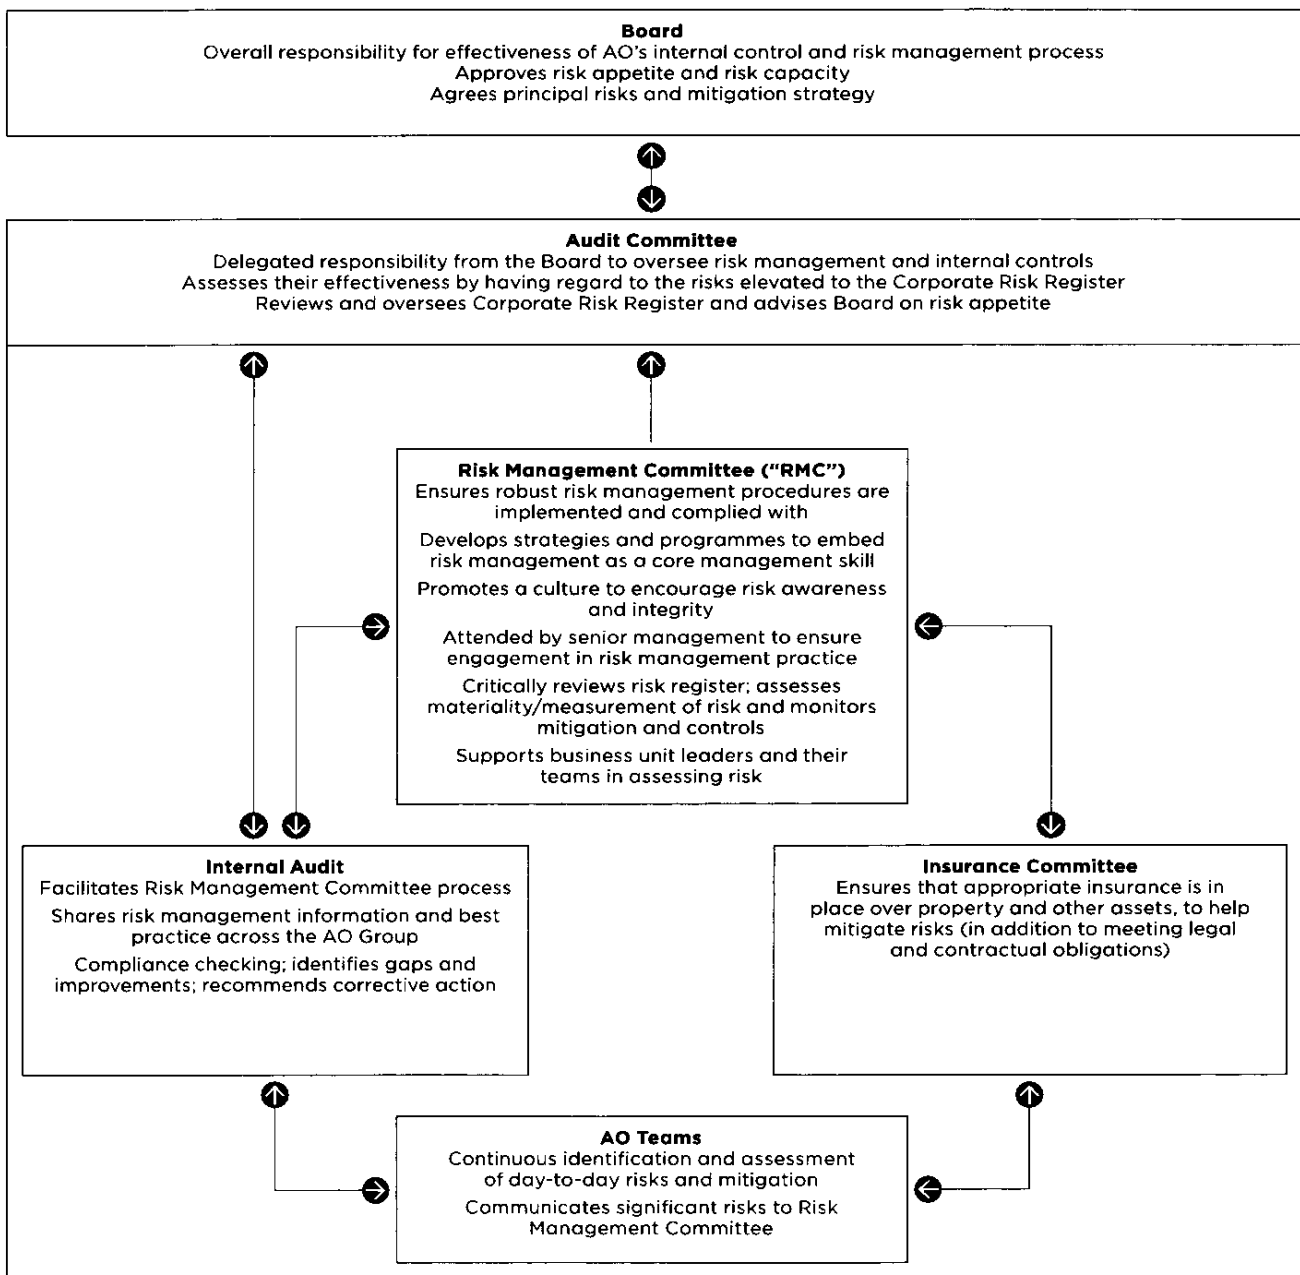 Board
Overall responsibility for effectiveness of AO's internal control and risk management process
Approves risk appetite and risk capacity
Agrees principal risks and mitigation strategy
Audit Committee
Delegated responsibility from the Board to oversee risk management and internal controls
Assesses their effectiveness by having regard to the risks elevated to the Corporate Risk Register
Reviews and oversees Corporate Risk Register and advises Board on risk appetite
Risk Management Committee (“RMC”)
Ensures robust risk management procedures are
implemented and complied with
Develops strategies and programmes to embed
risk management as a core management skill
Promotes a culture to encourage risk awareness
and integrity
Attended by senior management to ensure
engagement in risk management practice
Critically reviews risk register; assesses
materiality/measurement of risk and monitors
mitigation and controls
Supports business unit leaders and their
teams in assessing risk
Internal Audit
Facilitates Risk Management Committee process
Shares risk management information and best
practice across the AO Group
Compliance checking; identifies gaps and
improvements; recommends corrective action
Insurance Committee
Ensures that appropriate insurance is in
place over property and other assets, to help
mitigate risks (in addition to meeting legal
and contractual obligations)
AO Teams
Continuous identification and assessment
of day-to-day risks and mitigation
Communicates significant risks to Risk
Management Committee